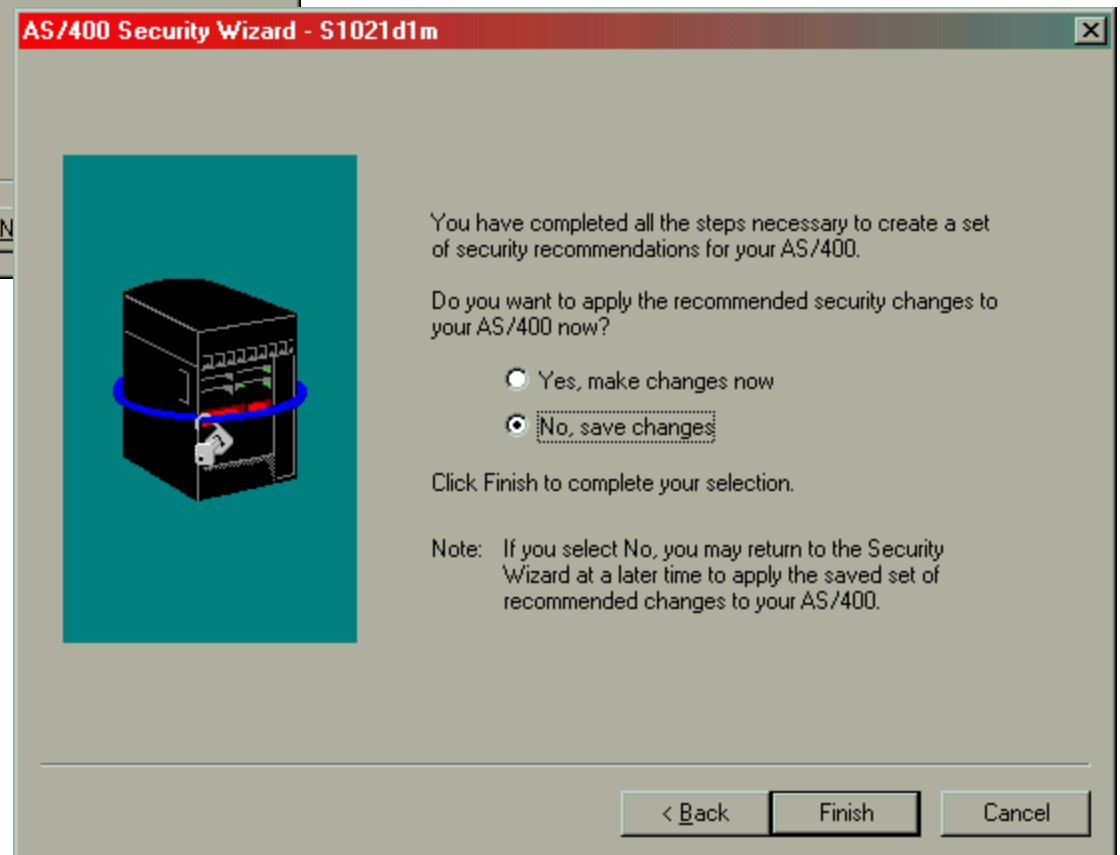 AS/400 Security Wizard - S1021d1m
N
You have completed all the steps necessary to create a set
of security recommendations for your AS/400.
Do you want to apply the recommended security changes to
your AS/400 now?
Yes, make changes now
No, save changes
Click Finish to complete your selection.
Note: If you select No, you may return to the Security
Wizard at a later time to apply the saved set of
recommended changes to your AS/400.
< Back
Finish
Cancel